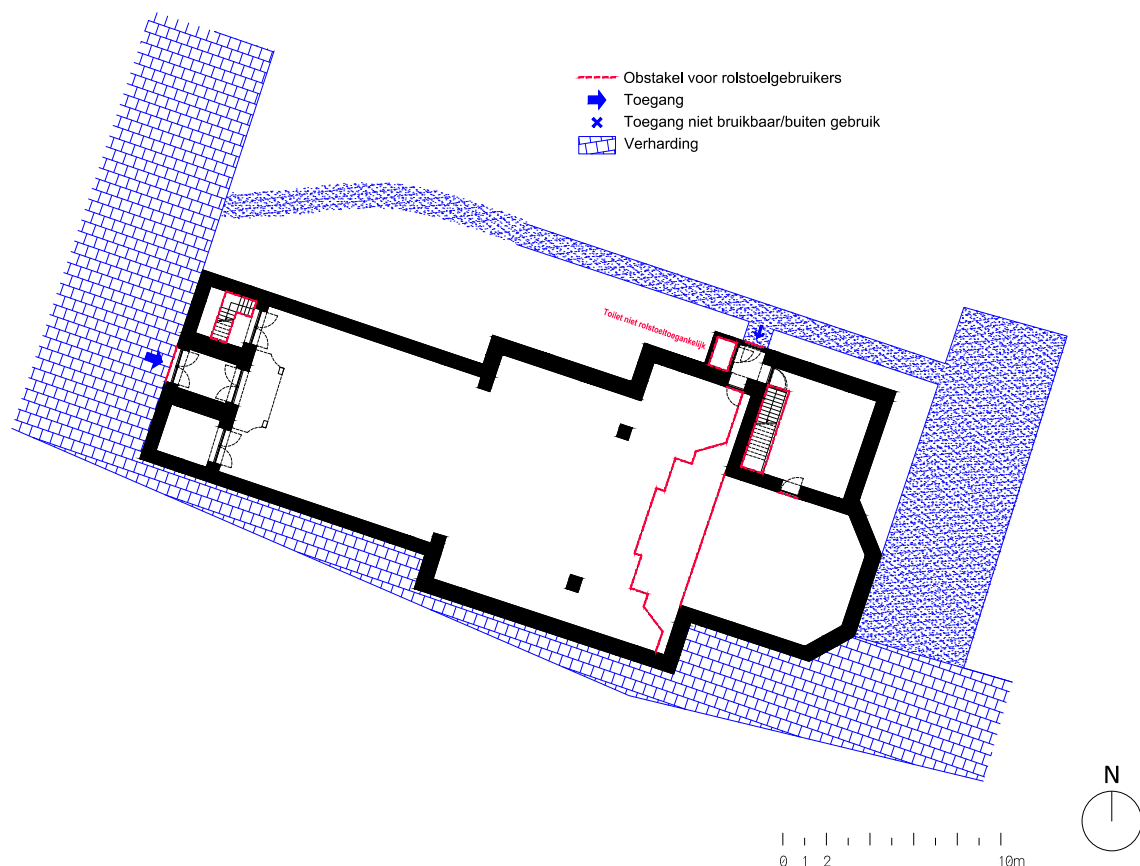 Obstakel voor rolstoelgebruikers
Toegang
Toegang niet bruikbaar/buiten gebruik
Verharding
Toilet niet rolstoeltoegankelijk
N
0 1 2 10m